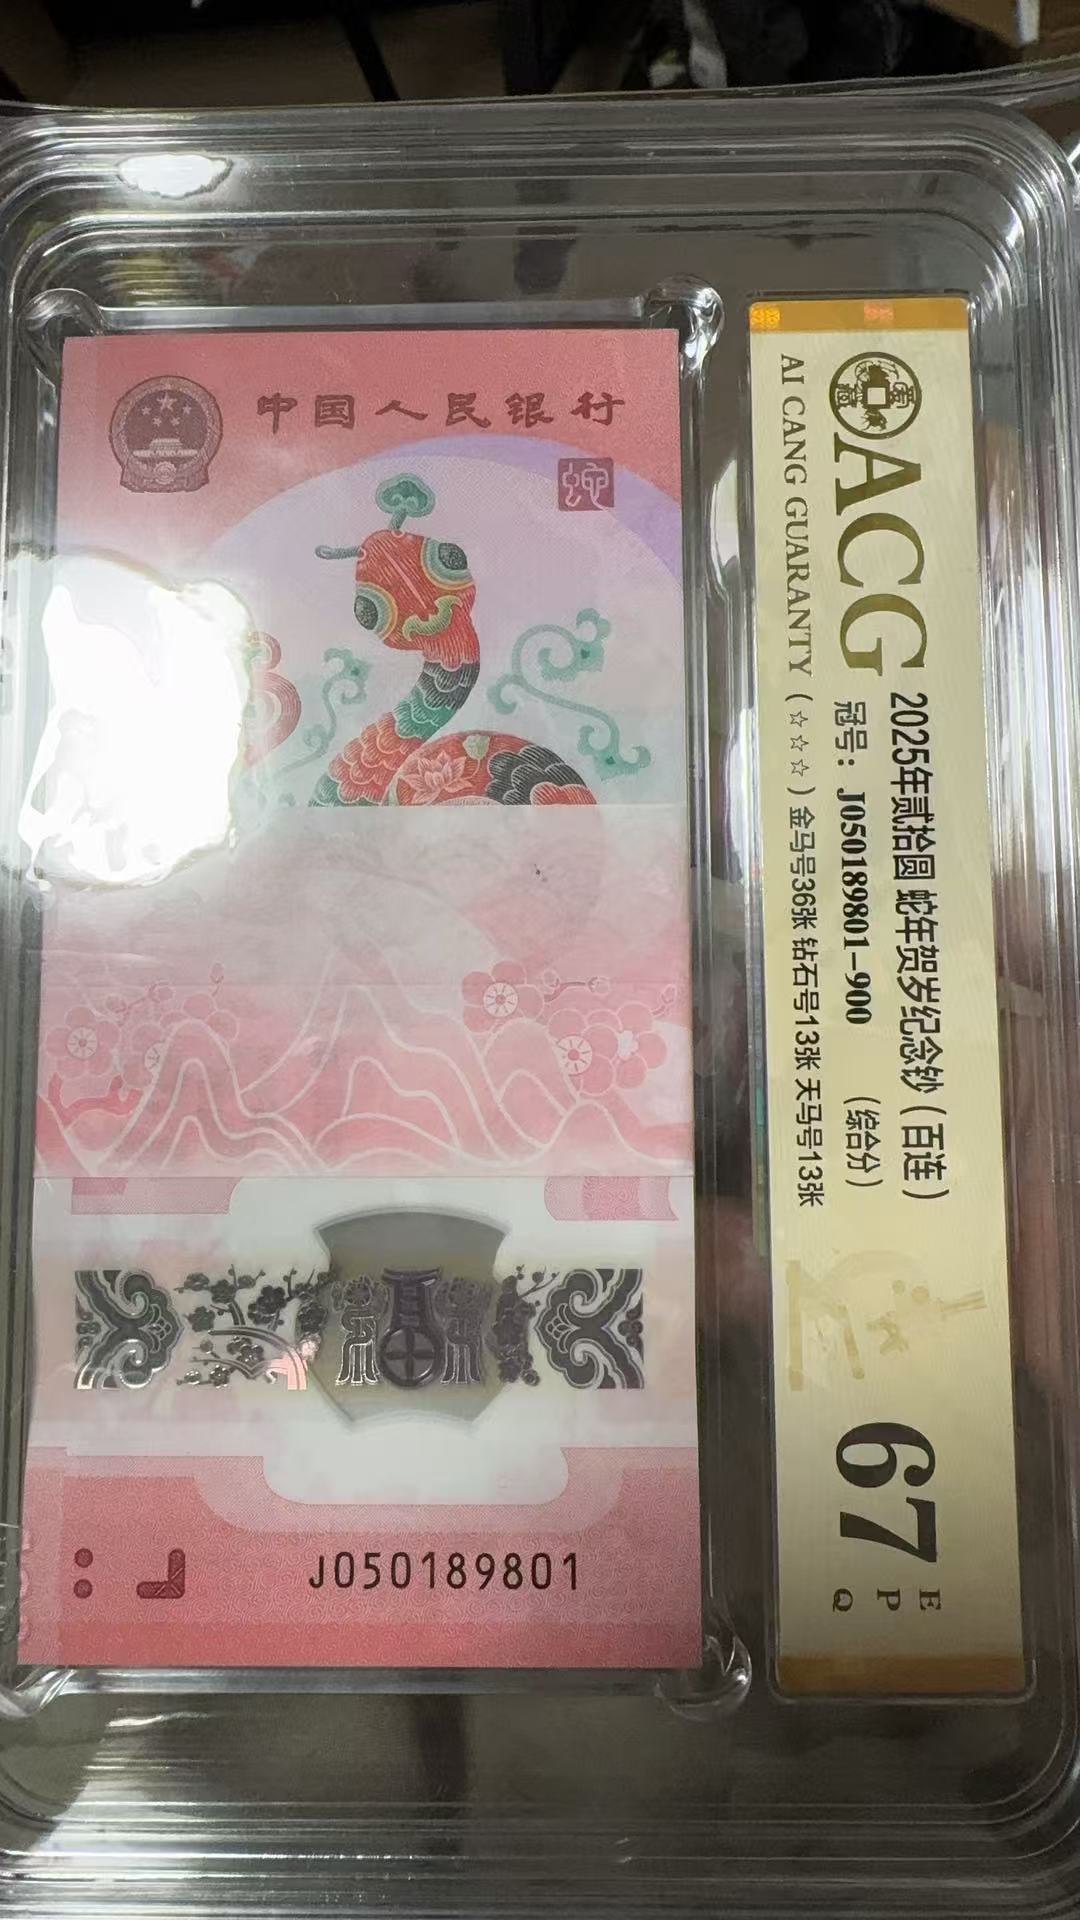 中国人民银行
蛇
J050189801
ACG
AI CANG GUARANTY
2025年贰拾圆 蛇年贺岁纪念钞（百连）
冠号：J050189801-900 （综合分）
（☆☆☆）金马号36张 钻石号13张 天马号13张
67
E
P
Q